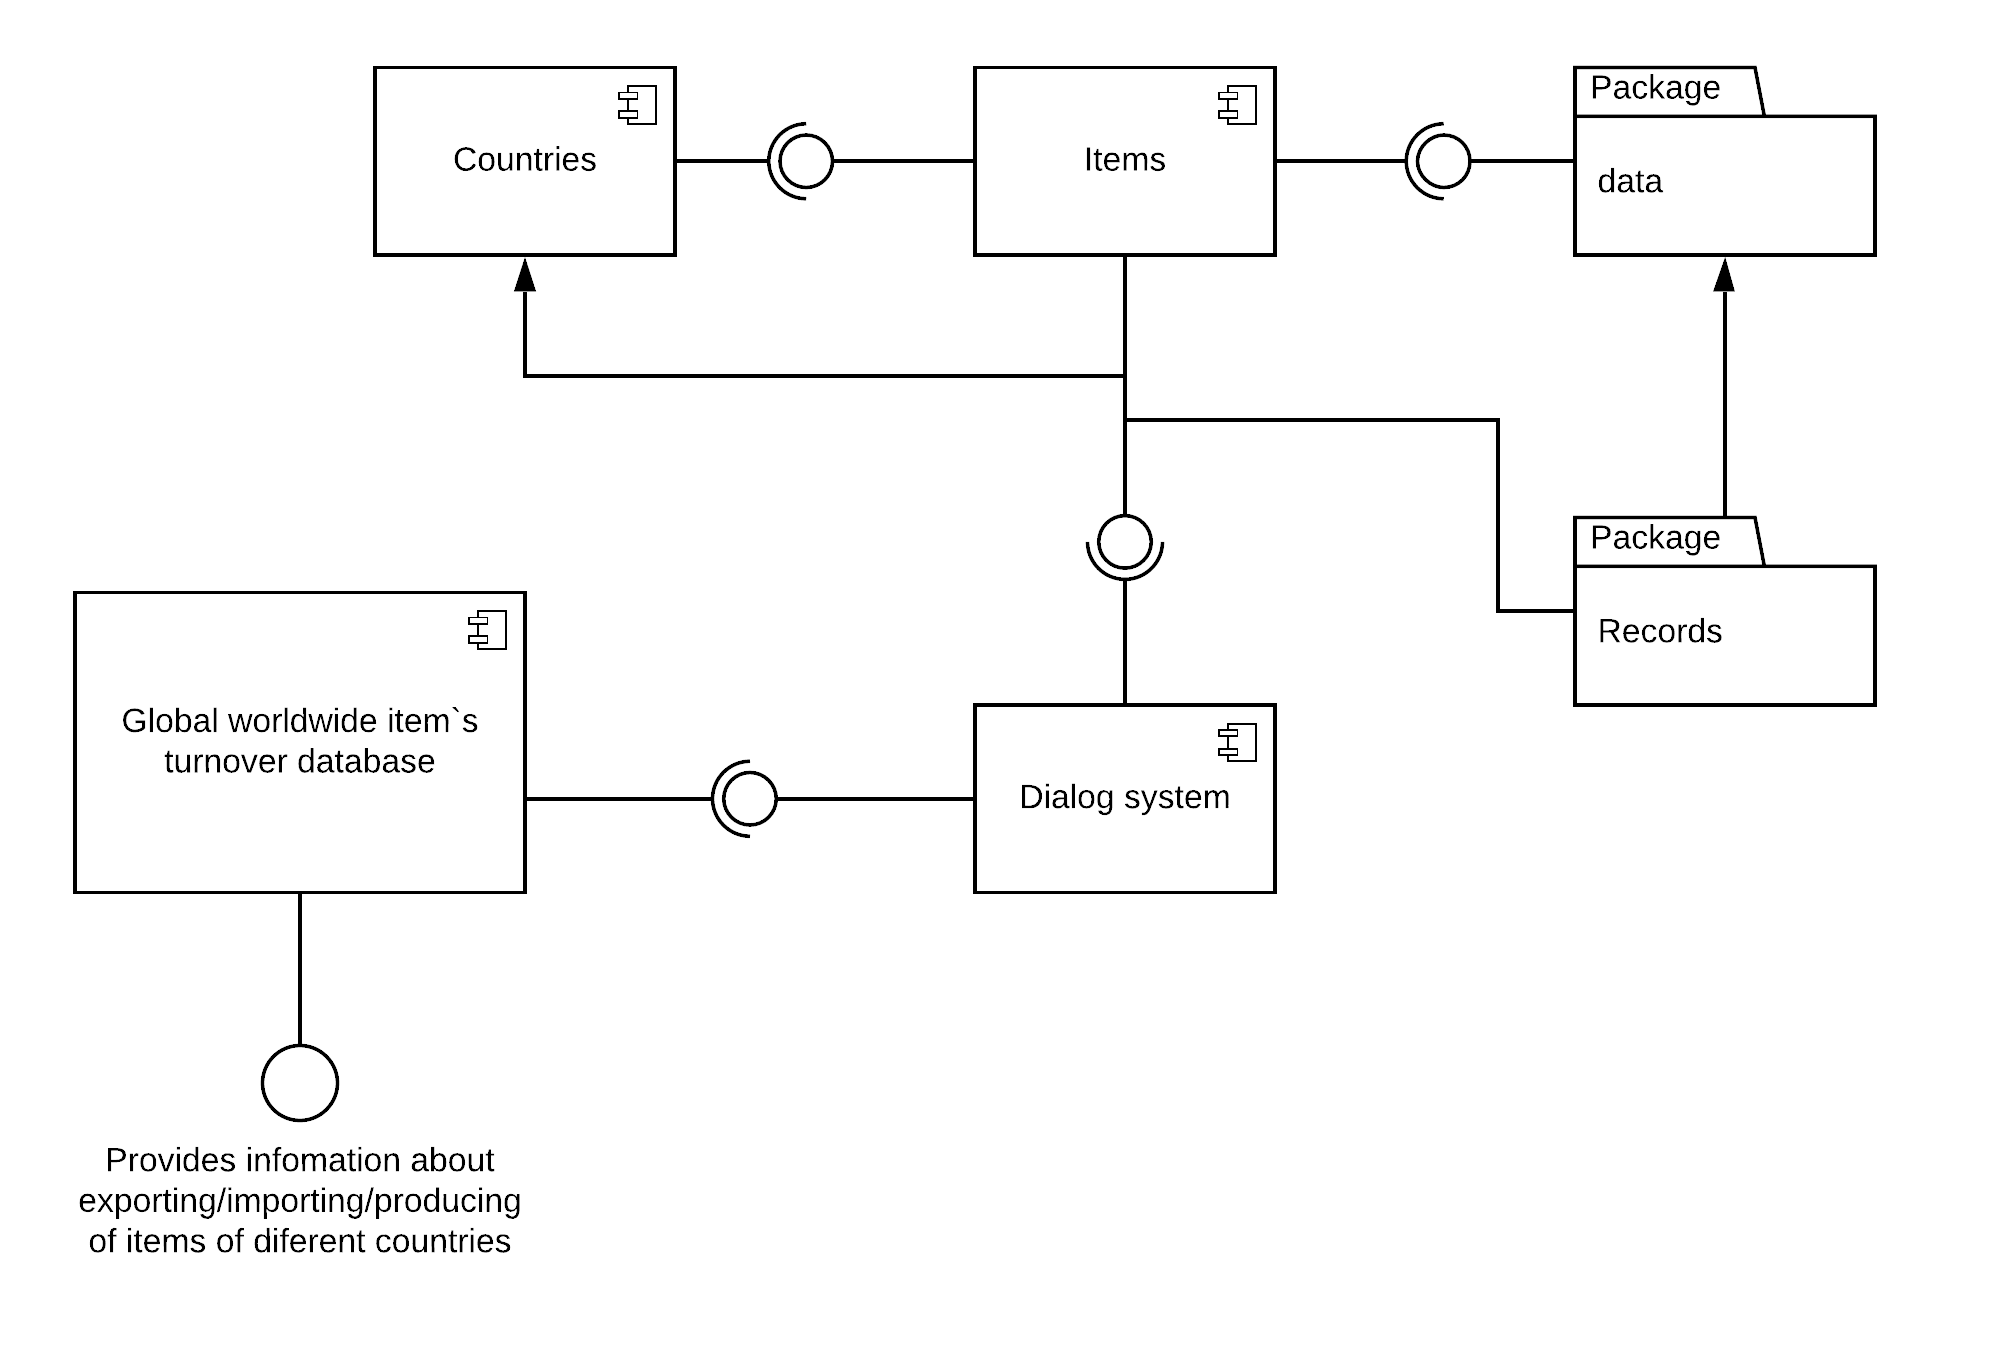 Countries
Items
Package
data
Package
Records
Global worldwide item`s
turnover database
Dialog system
Provides infomation about
exporting/importing/producing
of items of diferent countries